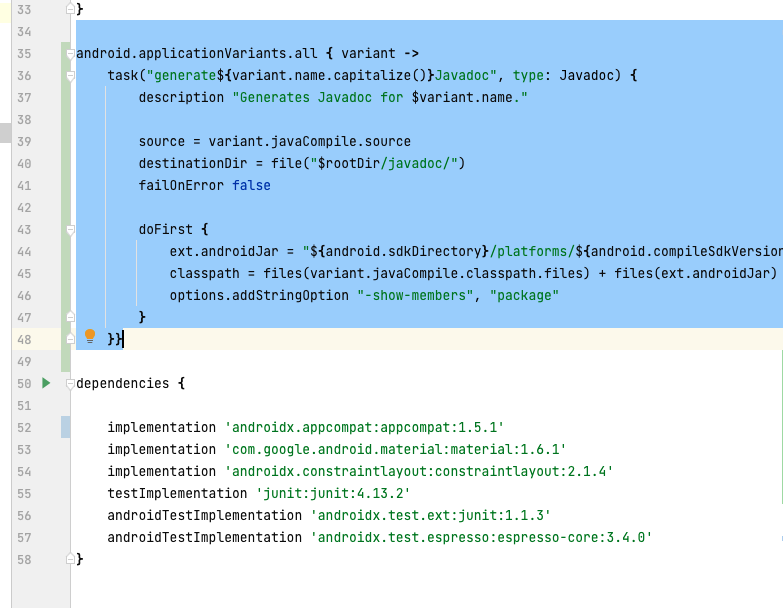 33 }
34
35 android.applicationVariants.all { variant ->
36     task("generate${variant.name.capitalize()}Javadoc", type: Javadoc) {
37         description "Generates Javadoc for $variant.name."
38
39         source = variant.javaCompile.source
40         destinationDir = file("$rootDir/javadoc/")
41         failOnError false
42
43         doFirst {
44             ext.androidJar = "${android.sdkDirectory}/platforms/${android.compileSdkVersion
45             classpath = files(variant.javaCompile.classpath.files) + files(ext.androidJar)
46             options.addStringOption "-show-members", "package"
47         }
48     }}
49
50 dependencies {
51
52     implementation 'androidx.appcompat:appcompat:1.5.1'
53     implementation 'com.google.android.material:material:1.6.1'
54     implementation 'androidx.constraintlayout:constraintlayout:2.1.4'
55     testImplementation 'junit:junit:4.13.2'
56     androidTestImplementation 'androidx.test.ext:junit:1.1.3'
57     androidTestImplementation 'androidx.test.espresso:espresso-core:3.4.0'
58 }